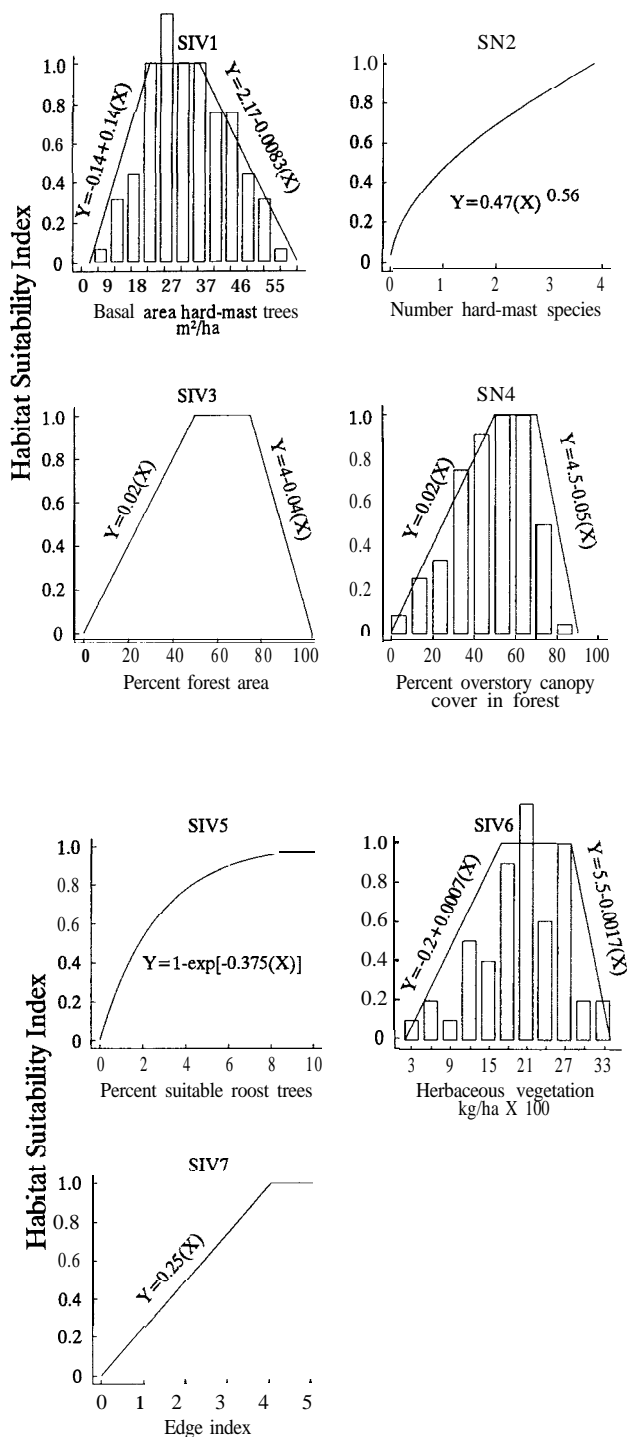 Habitat Suitability Index
SIV1
1.0
0.8
0.6
0.4
0.2
0
Y=-0.14+0.14(X)
Y=2.17-0.0083(X)
0 9 18 27 37 46 55
Basal area hard-mast trees
m²/ha
SN2
1.0
0.8
0.6
0.4
0.2
0
Y=0.47(X) 0.56
0 1 2 3 4
Number hard-mast species
SIV3
1.0
0.8
0.6
0.4
0.2
0
Y=0.02(X)
Y=4-0.04(X)
0 20 40 60 80 100
Percent forest area
SN4
1.0
0.8
0.6
0.4
0.2
0
Y=0.02(X)
Y=4.5-0.05(X)
0 20 40 60 80 100
Percent overstory canopy
cover in forest
Habitat Suitability Index
SIV5
1.0
0.8
0.6
0.4
0.2
0
Y=1-exp[-0.375(X)]
0 2 4 6 8 10
Percent suitable roost trees
SIV6
1.0
0.8
0.6
0.4
0.2
0
Y=-0.2+0.0007(X)
Y=5.5-0.0017(X)
3 9 15 21 27 33
Herbaceous vegetation
kg/ha X 100
SIV7
1.0
0.8
0.6
0.4
0.2
0
Y=0.25(X)
0 1 2 3 4 5
Edge index